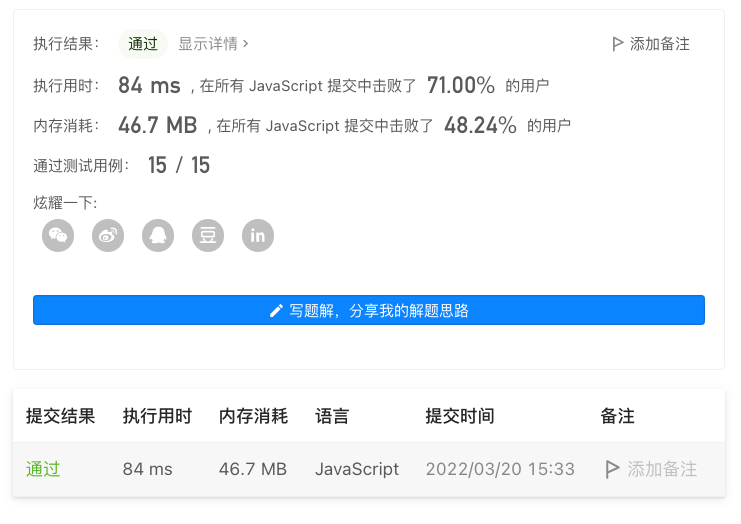 执行结果： 通过 显示详情 › 添加备注
执行用时： 84 ms , 在所有 JavaScript 提交中击败了 71.00% 的用户
内存消耗： 46.7 MB , 在所有 JavaScript 提交中击败了 48.24% 的用户
通过测试用例： 15 / 15
炫耀一下:
豆 in
写题解，分享我的解题思路
提交结果 执行用时 内存消耗 语言 提交时间 备注
通过 84 ms 46.7 MB JavaScript 2022/03/20 15:33 添加备注